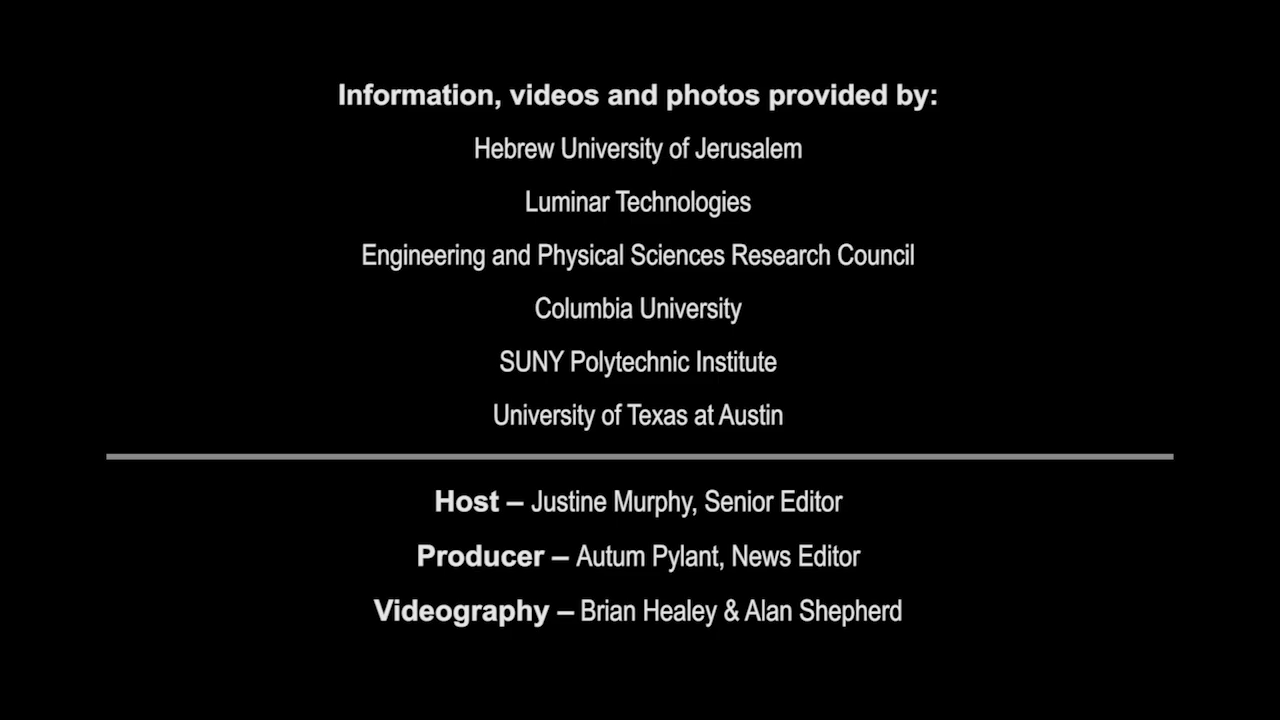 Information, videos and photos provided by:
Hebrew University of Jerusalem
Luminar Technologies
Engineering and Physical Sciences Research Council
Columbia University
SUNY Polytechnic Institute
University of Texas at Austin
Host – Justine Murphy, Senior Editor
Producer – Autum Pylant, News Editor
Videography – Brian Healey & Alan Shepherd